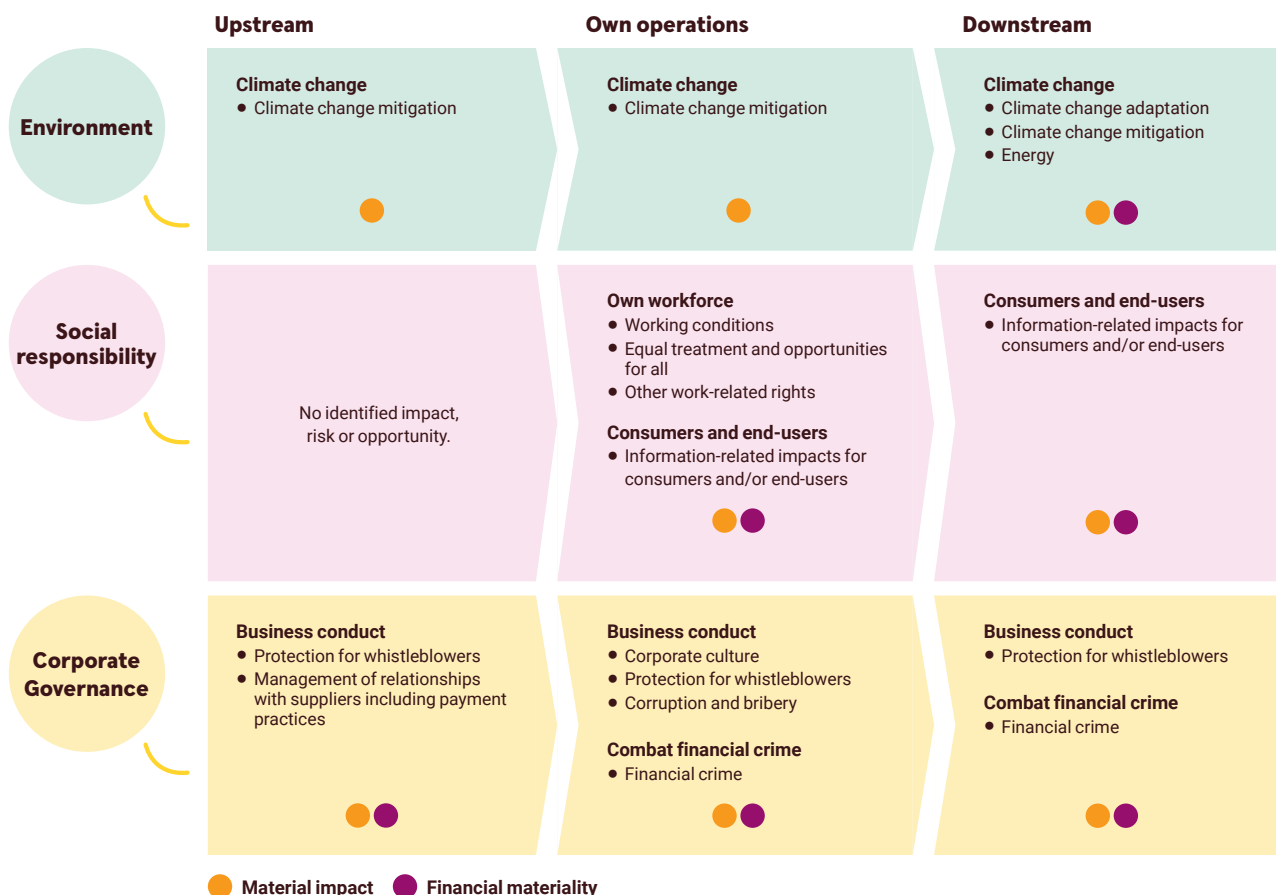 Upstream
Own operations
Downstream
Environment
Climate change
● Climate change mitigation
Climate change
● Climate change mitigation
Climate change
● Climate change adaptation
● Climate change mitigation
● Energy
Social
responsibility
No identified impact,
risk or opportunity.
Own workforce
● Working conditions
● Equal treatment and opportunities
for all
● Other work-related rights
Consumers and end-users
● Information-related impacts for
consumers and/or end-users
Consumers and end-users
● Information-related impacts for
consumers and/or end-users
Corporate
Governance
Business conduct
● Protection for whistleblowers
● Management of relationships
with suppliers including payment
practices
Business conduct
● Corporate culture
● Protection for whistleblowers
● Corruption and bribery
Combat financial crime
● Financial crime
Business conduct
● Protection for whistleblowers
Combat financial crime
● Financial crime
Material impact
Financial materiality